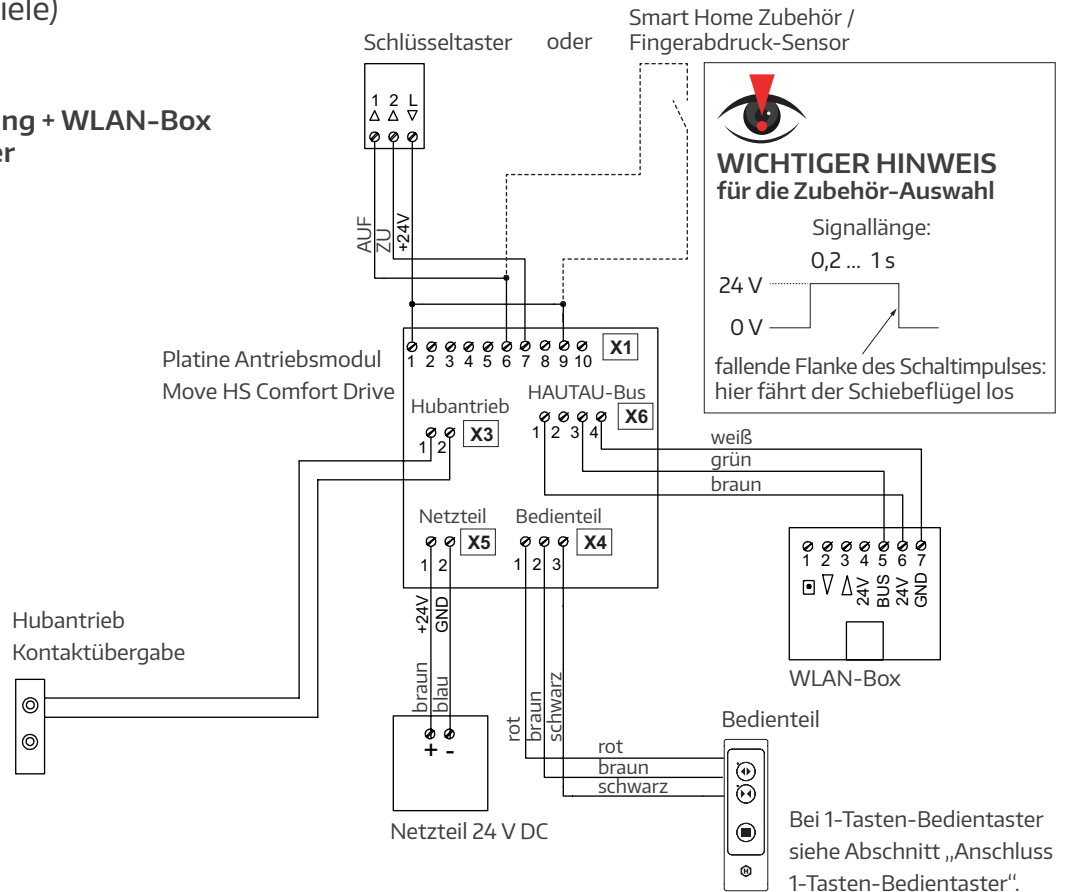 iele)
ng + WLAN-Box
er
Schlüsseltaster oder Smart Home Zubehör /
Fingerabdruck-Sensor
1 2 L
AUF
ZU
+24V
WICHTIGER HINWEIS
für die Zubehör-Auswahl
Signallänge:
0,2 ... 1 s
24 V
0 V
fallende Flanke des Schaltimpulses:
hier fährt der Schiebeflügel los
Platine Antriebsmodul
Move HS Comfort Drive
1 2 3 4 5 6 7 8 9 10
X1
Hubantrieb
1 2
X3
HAUTAU-Bus
1 2 3 4
X6
weiß
grün
braun
Netzteil
1 2
X5
Bedienteil
1 2 3
X4
+24V
GND
braun
blau
rot
braun
schwarz
1 2 3 4 5 6 7
24V
BUS
24V
GND
WLAN-Box
Hubantrieb
Kontaktübergabe
+ -
Netzteil 24 V DC
rot
braun
schwarz
Bedienteil
H
Bei 1-Tasten-Bedientaster
siehe Abschnitt „Anschluss
1-Tasten-Bedientaster“.